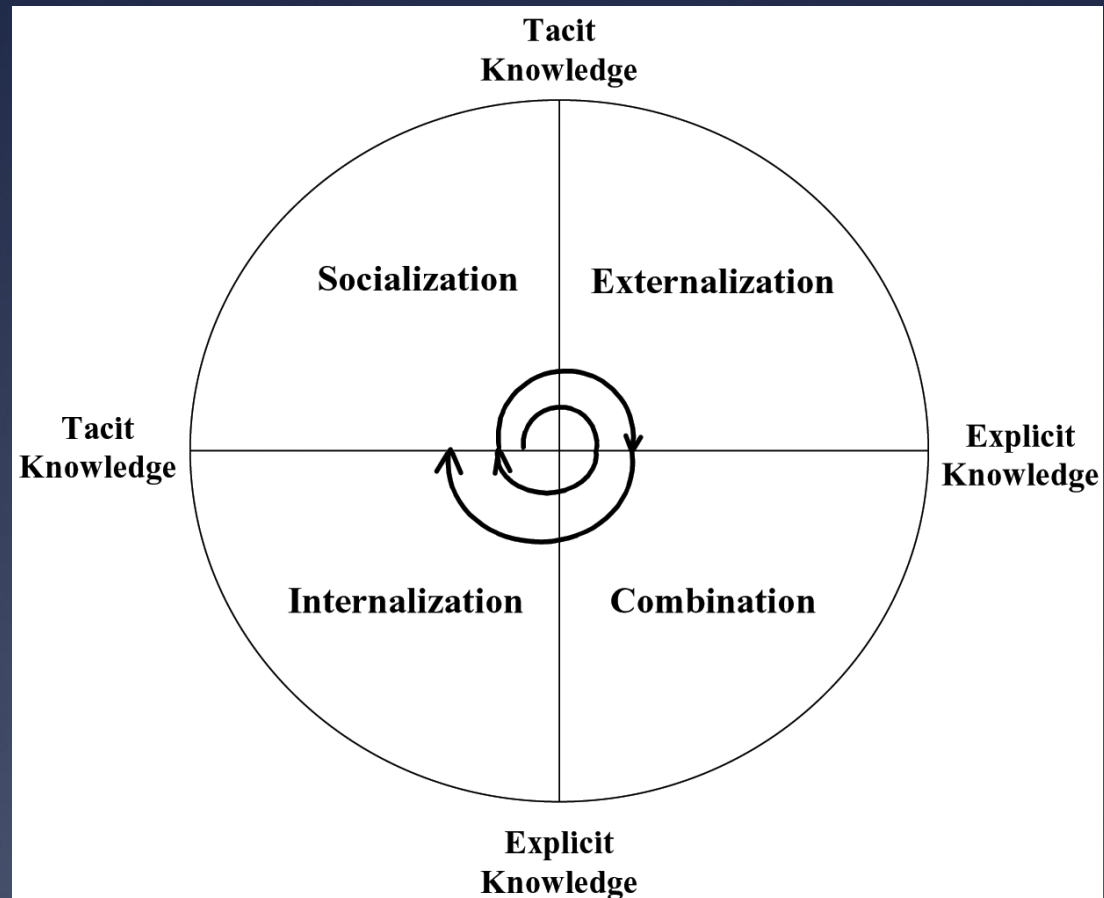 Tacit
Knowledge
Socialization
Externalization
Tacit
Knowledge
Explicit
Knowledge
Internalization
Combination
Explicit
Knowledge